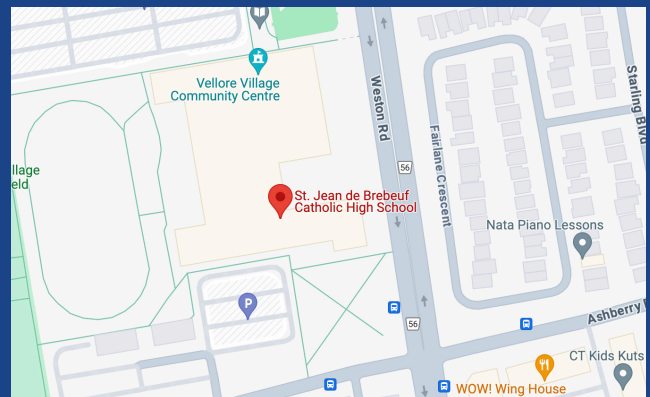 Vellore Village
Community Centre
Weston Rd
56
Starling Blvd
Fairlane Crescent
llage
eld
St. Jean de Brebeuf
Catholic High School
Nata Piano Lessons
P
56
Ashberry
CT Kids Kuts
WOW! Wing House